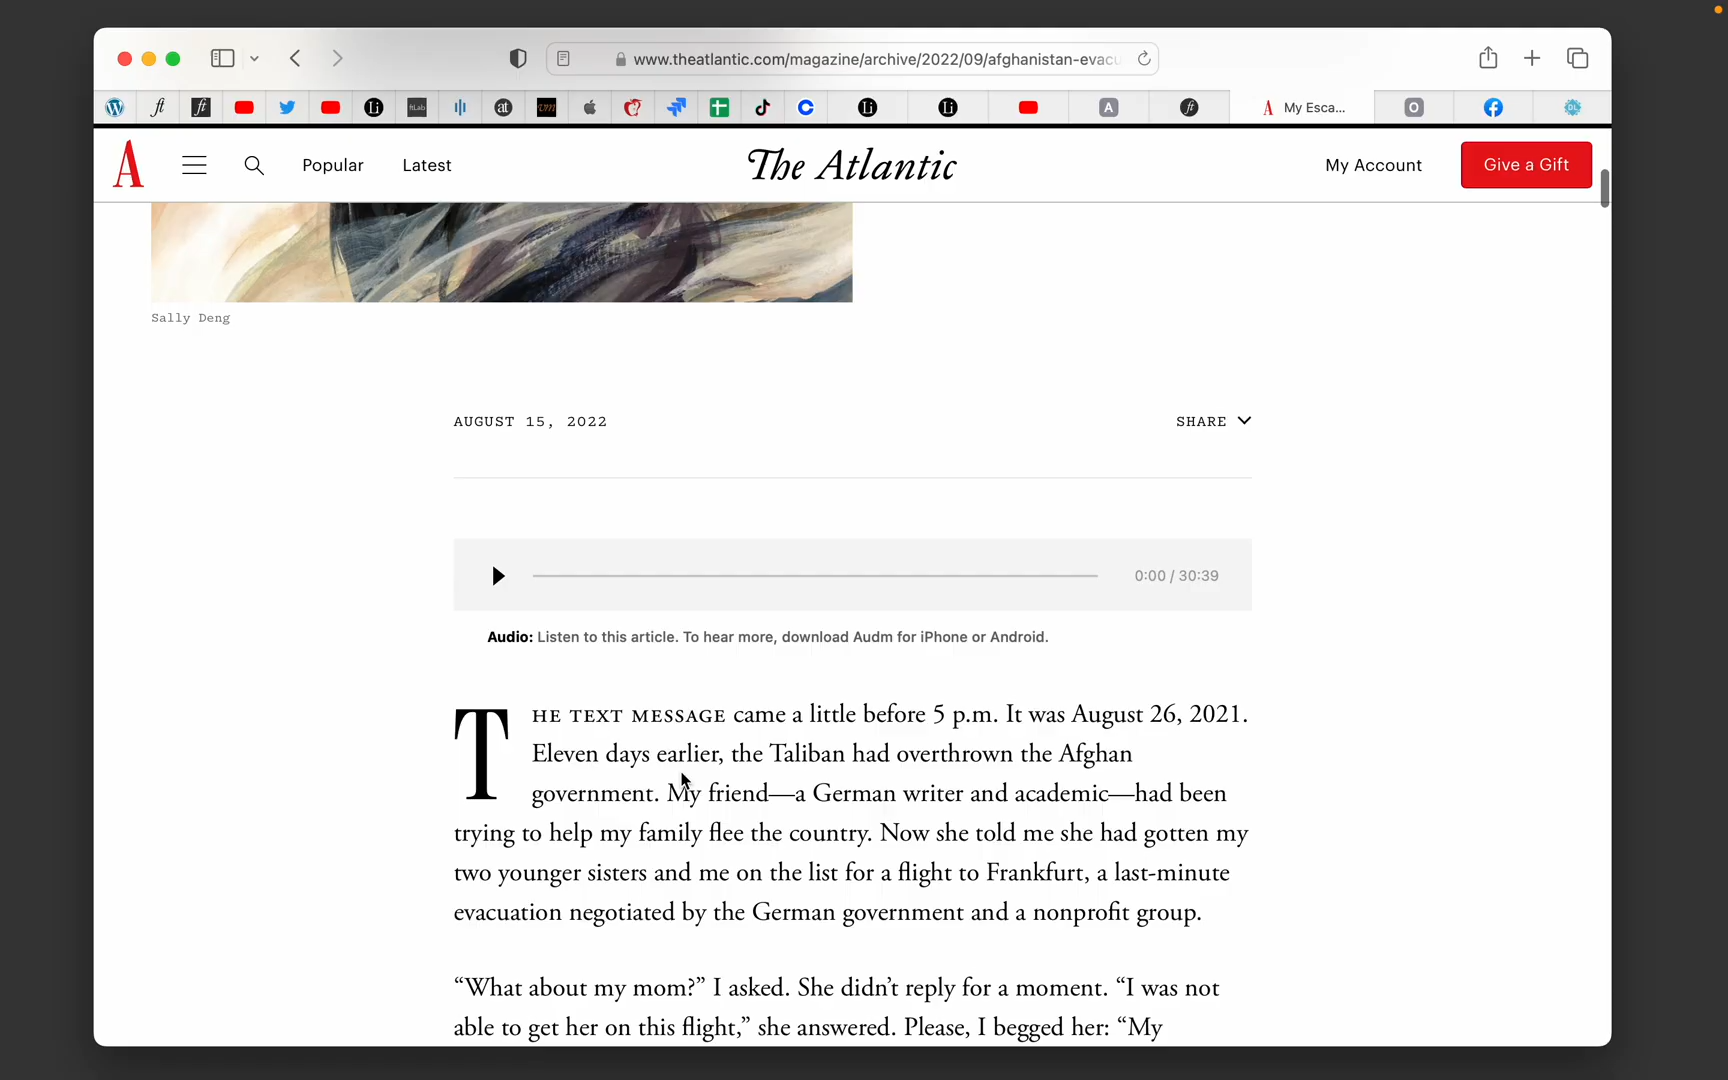 www.theatlantic.com/magazine/archive/2022/09/afghanistan-evacu
My Esca...
Popular
Latest
The Atlantic
My Account
Give a Gift
Sally Deng
AUGUST 15, 2022
SHARE
0:00 / 30:39
Audio: Listen to this article. To hear more, download Audm for iPhone or Android.
THE TEXT MESSAGE came a little before 5 p.m. It was August 26, 2021.
Eleven days earlier, the Taliban had overthrown the Afghan
government. My friend—a German writer and academic—had been
trying to help my family flee the country. Now she told me she had gotten my
two younger sisters and me on the list for a flight to Frankfurt, a last-minute
evacuation negotiated by the German government and a nonprofit group.
“What about my mom?” I asked. She didn’t reply for a moment. “I was not
able to get her on this flight,” she answered. Please, I begged her: “My